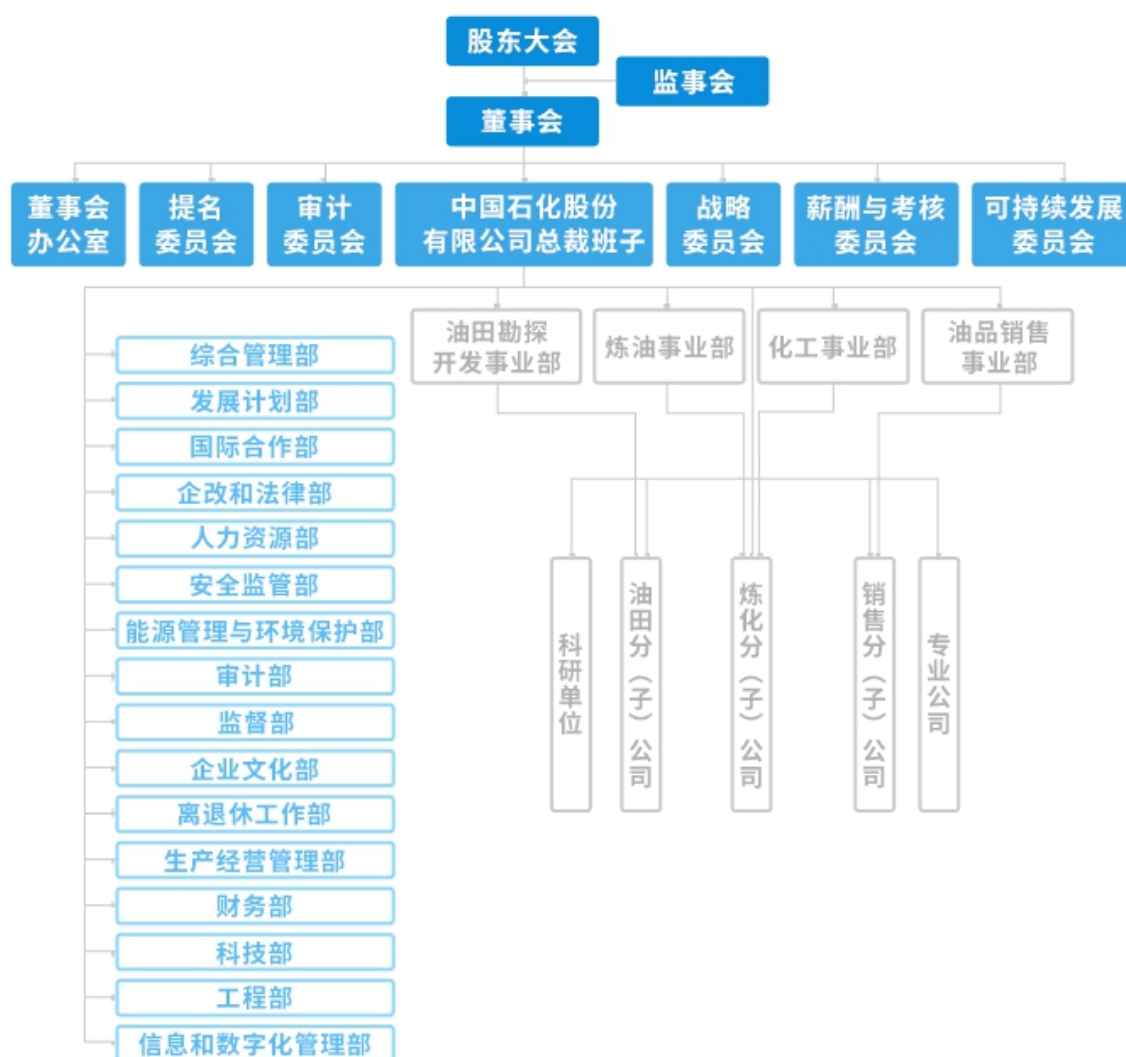 股东大会
监事会
董事会
董事会
办公室
提名
委员会
审计
委员会
中国石化股份
有限公司总裁班子
战略
委员会
薪酬与考核
委员会
可持续发展
委员会
油田勘探
开发事业部
炼油事业部
化工事业部
油品销售
事业部
综合管理部
发展计划部
国际合作部
企改和法律部
人力资源部
安全监管部
能源管理与环境保护部
审计部
监督部
企业文化部
离退休工作部
生产经营管理部
财务部
科技部
工程部
信息和数字化管理部
科研单位
油田分（子）公司
炼化分（子）公司
销售分（子）公司
专业公司